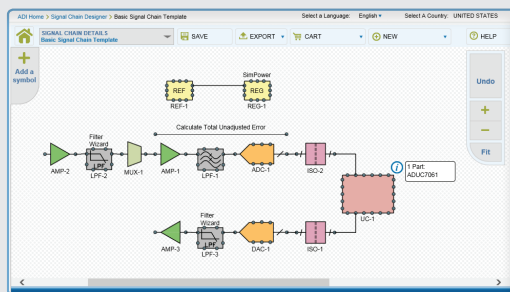 ADI Home > Signal Chain Designer > Basic Signal Chain Template
Select a Language: English
Select A Country: UNITED STATES
SIGNAL CHAIN DETAILS
Basic Signal Chain Template
SAVE
EXPORT
CART
NEW
HELP
Add a
symbol
Undo
Fit
SimPower
REF
REG
REF-1
REG-1
Calculate Total Unadjusted Error
Filter
Wizard
LPF
AMP-2
LPF-2
MUX-1
AMP-1
LPF-1
ADC-1
ISO-2
1 Part:
ADUC7061
UC-1
Filter
Wizard
LPF
AMP-3
LPF-3
DAC-1
ISO-1